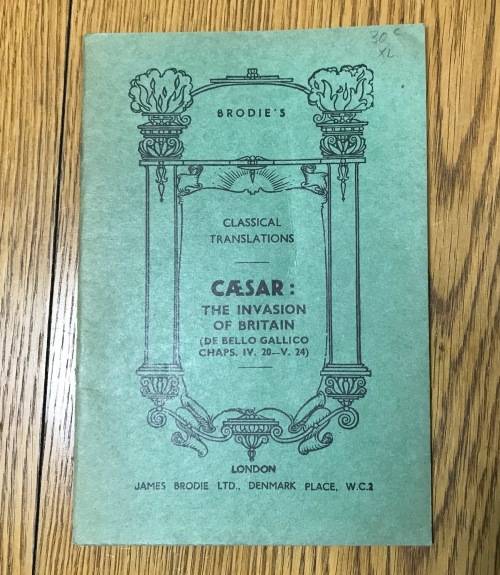 30 c
XL
BRODIE'S
CLASSICAL
TRANSLATIONS
CÆSAR:
THE INVASION
OF BRITAIN
(DE BELLO GALLICO
CHAPS. IV. 20—V. 24)
LONDON
JAMES BRODIE LTD., DENMARK PLACE, W.C.2